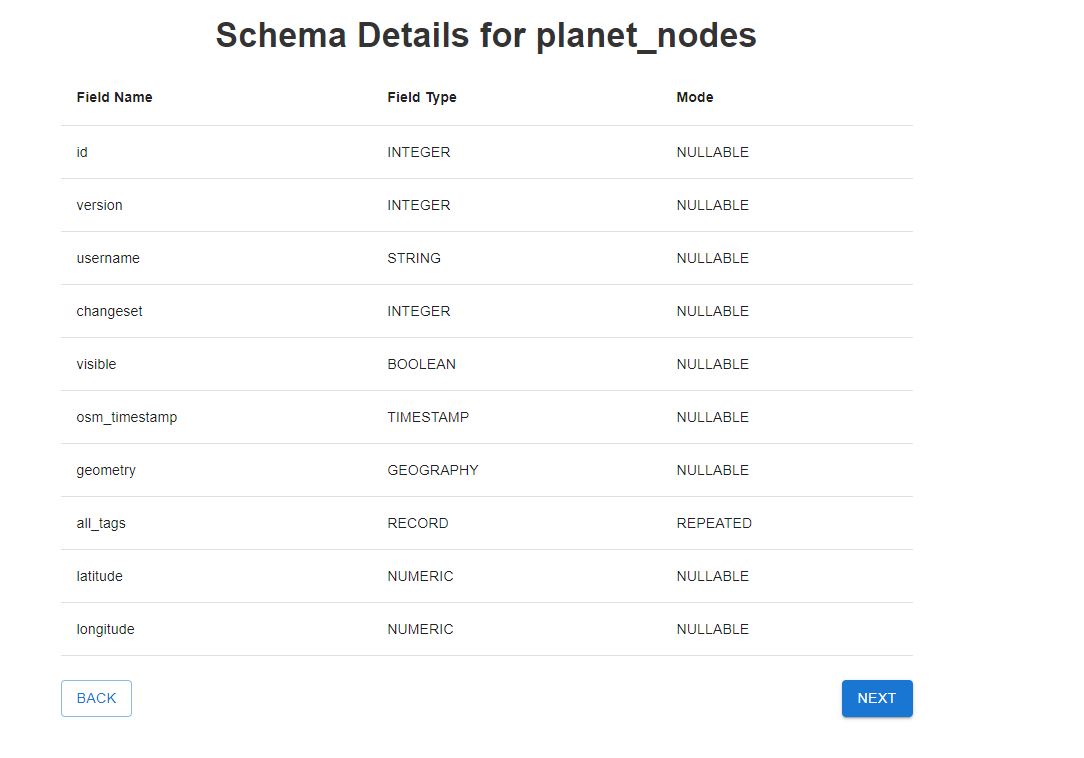 Schema Details for planet_nodes
Field Name Field Type Mode
id INTEGER NULLABLE
version INTEGER NULLABLE
username STRING NULLABLE
changeset INTEGER NULLABLE
visible BOOLEAN NULLABLE
osm_timestamp TIMESTAMP NULLABLE
geometry GEOGRAPHY NULLABLE
all_tags RECORD REPEATED
latitude NUMERIC NULLABLE
longitude NUMERIC NULLABLE
BACK NEXT